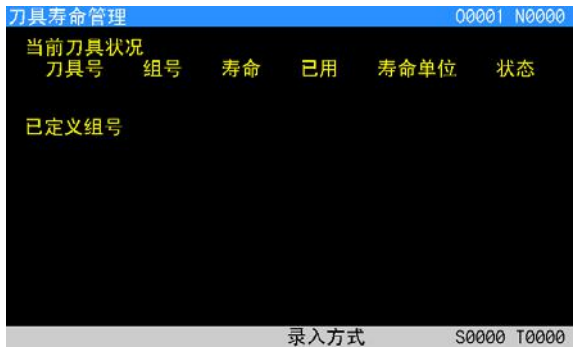 刀具寿命管理 O0001 N0000
当前刀具状况
刀具号 组号 寿命 已用 寿命单位 状态
已定义组号
录入方式 S0000 T0000